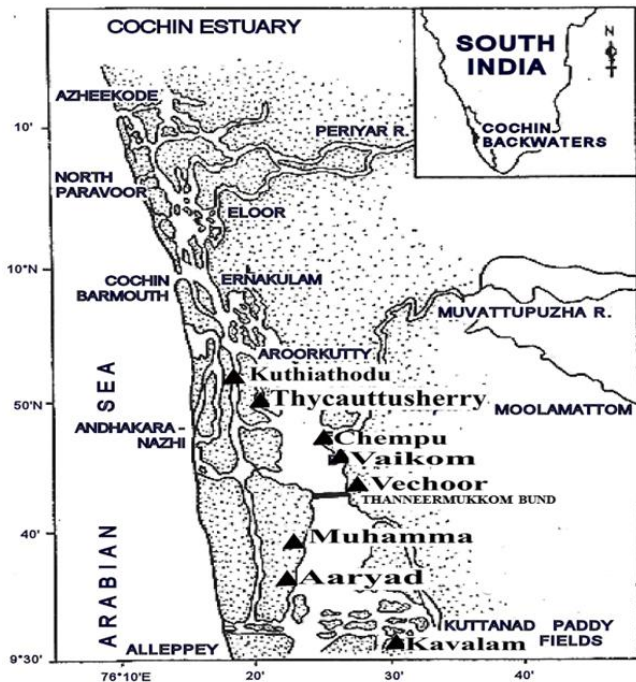 COCHIN ESTUARY
SOUTH
INDIA
N
COCHIN
BACKWATERS
AZHEEKODE
10'
PERIYAR R.
NORTH
PARAVOOR
ELOOR
10°N
ERNAKULAM
COCHIN
BARMOUTH
MUVATTUPUZHA R.
AROORKUTTY
Kuthiathodu
Thycauttusherry
50'N
MOOLAMATTOM
ANDHAKARA-
NAZHI
Chempu
Vaikom
Vechoor
THANNEERMUKKOM BUND
40'
Muhamma
Aaryad
ARABIAN SEA
KUTTANAD PADDY
FIELDS
Kavalam
ALLEPPEY
9°30'
76°10'E
20'
30'
40'